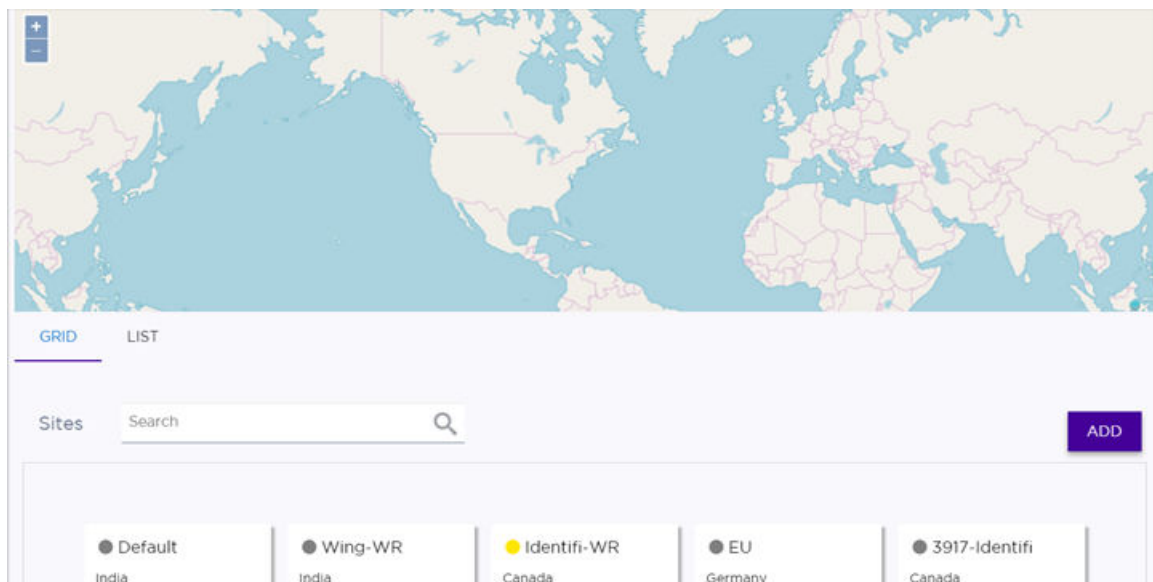 +
−
GRID LIST
Sites Search ADD
Default Wing-WR Identifi-WR EU 3917-Identifi
India India Canada Germany Canada